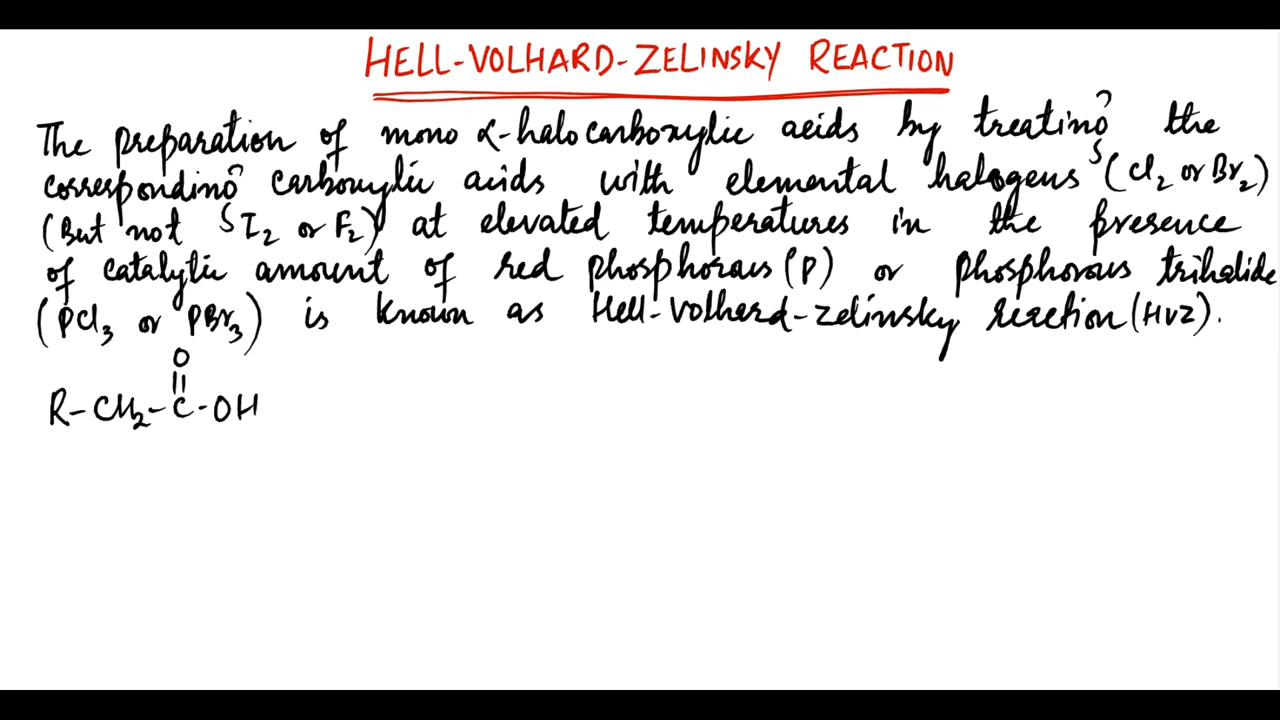 HELL-VOLHARD-ZELINSKY REACTION
The preparation of mono α-halocarboxylic acids by treating the
corresponding carboxylic acids with elemental halogens (Cl2 or Br2)
(But not I2 or F2) at elevated temperatures in the presence
of catalytic amount of red phosphorous (P) or phosphorous trihalide
(PCl3 or PBr3) is known as Hell-Volhard-Zelinsky reaction (HVZ).
O
||
R-CH2-C-OH